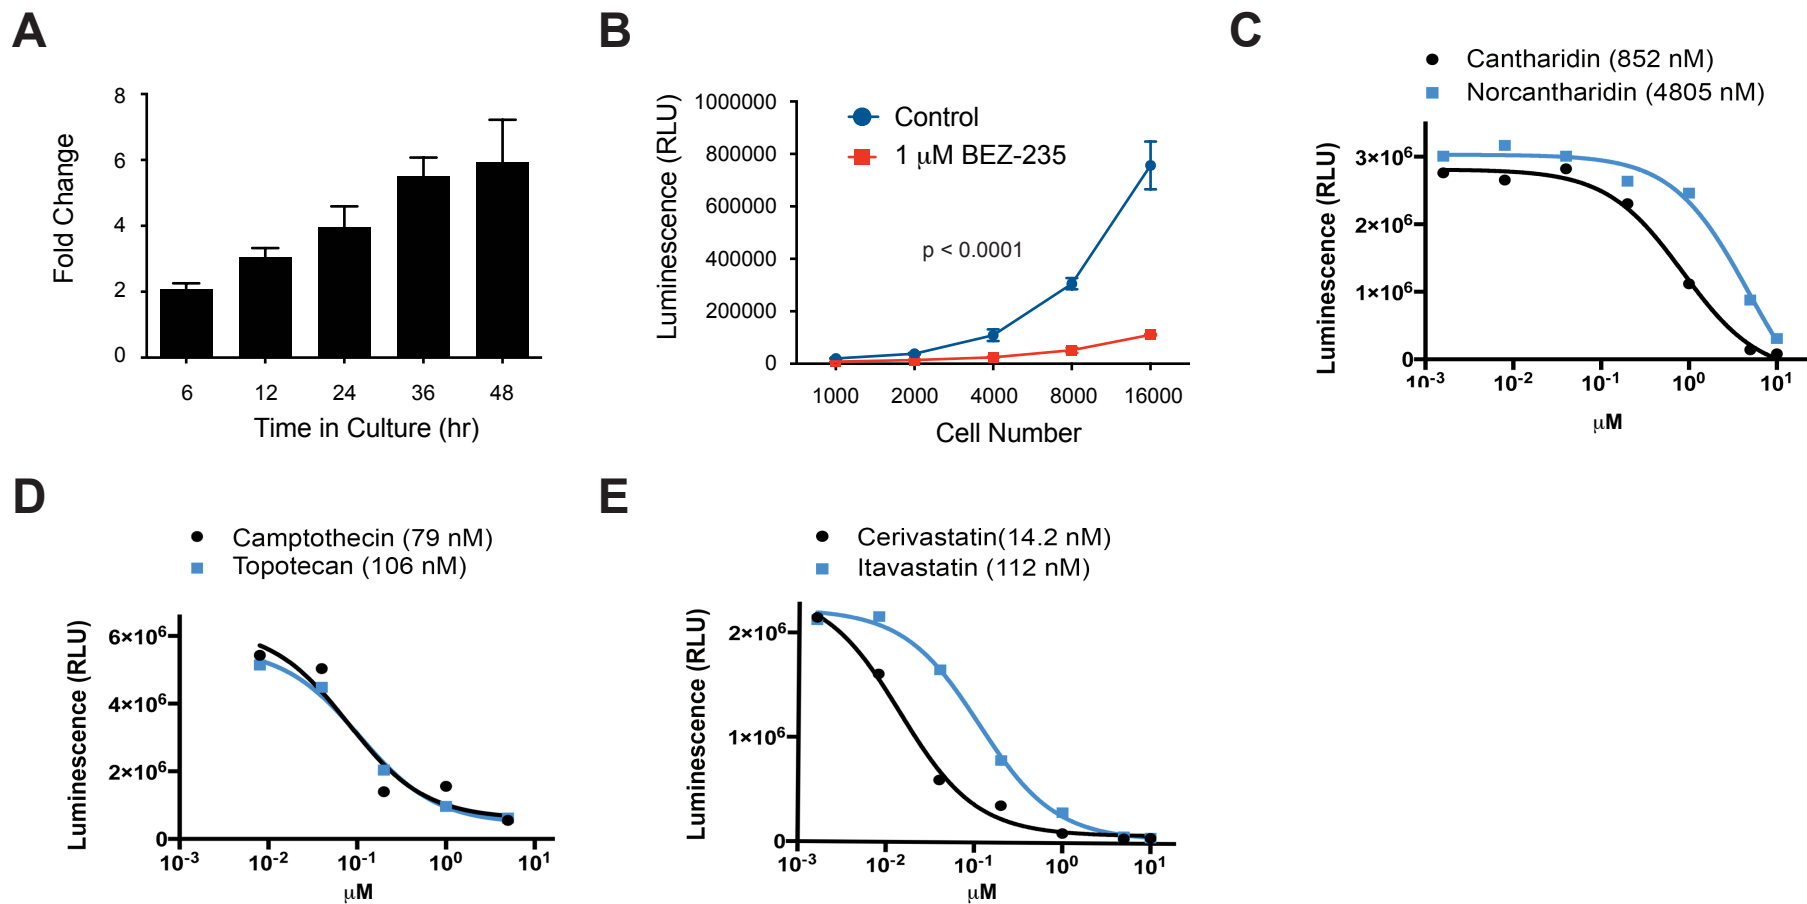 A
8
6
4
2
0
Fold Change
6 12 24 36 48
Time in Culture (hr)
B
1000000
800000
600000
400000
200000
0
Luminescence (RLU)
Control
1 μM BEZ-235
p < 0.0001
1000 2000 4000 8000 16000
Cell Number
C
Cantharidin (852 nM)
Norcantharidin (4805 nM)
3×10⁶
2×10⁶
1×10⁶
0
Luminescence (RLU)
10⁻³ 10⁻² 10⁻¹ 10⁰ 10¹
μM
D
Camptothecin (79 nM)
Topotecan (106 nM)
6×10⁶
4×10⁶
2×10⁶
0
Luminescence (RLU)
10⁻³ 10⁻² 10⁻¹ 10⁰ 10¹
μM
E
Cerivastatin(14.2 nM)
Itavastatin (112 nM)
2×10⁶
1×10⁶
0
Luminescence (RLU)
10⁻³ 10⁻² 10⁻¹ 10⁰ 10¹
μM